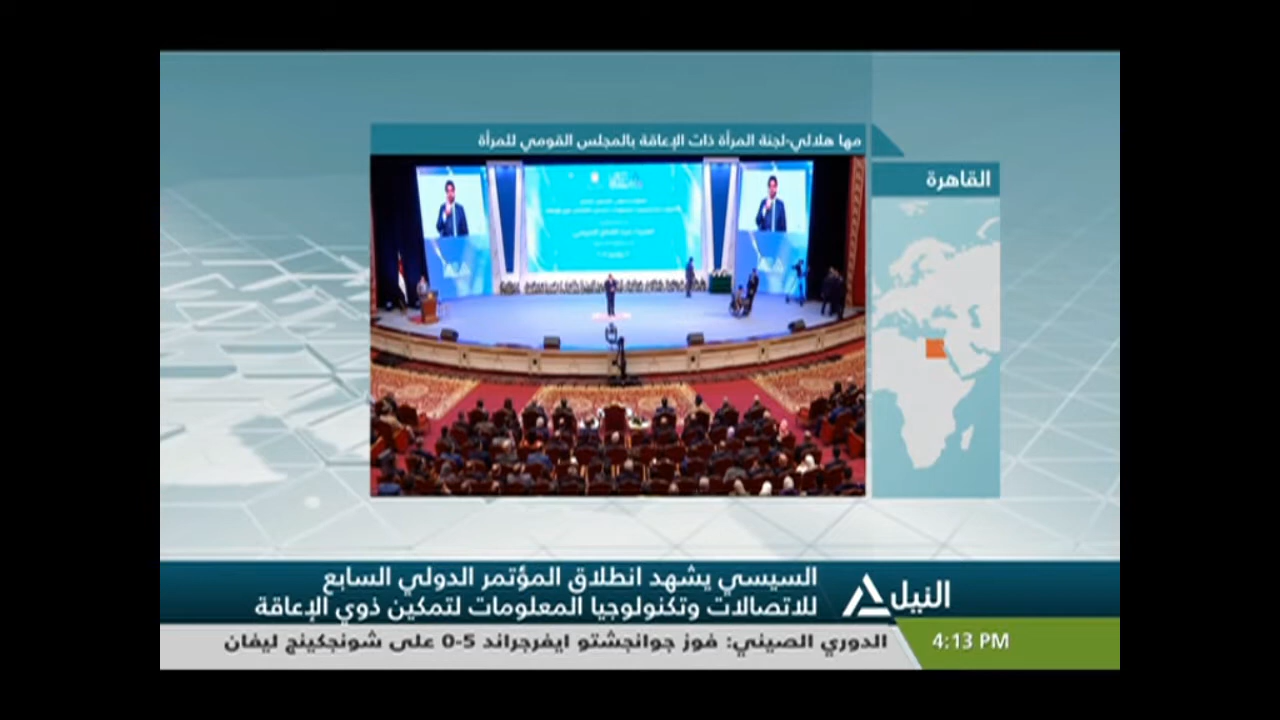 مها هلالي-لجنة المرأة ذات الإعاقة بالمجلس القومي للمرأة
القاهرة
السيسي يشهد انطلاق المؤتمر الدولي السابع
للاتصالات وتكنولوجيا المعلومات لتمكين ذوي الإعاقة
النيل
الدوري الصيني: فوز جوانجشتو ايفرجراند 5-0 على شونجكينج ليفان
4:13 PM